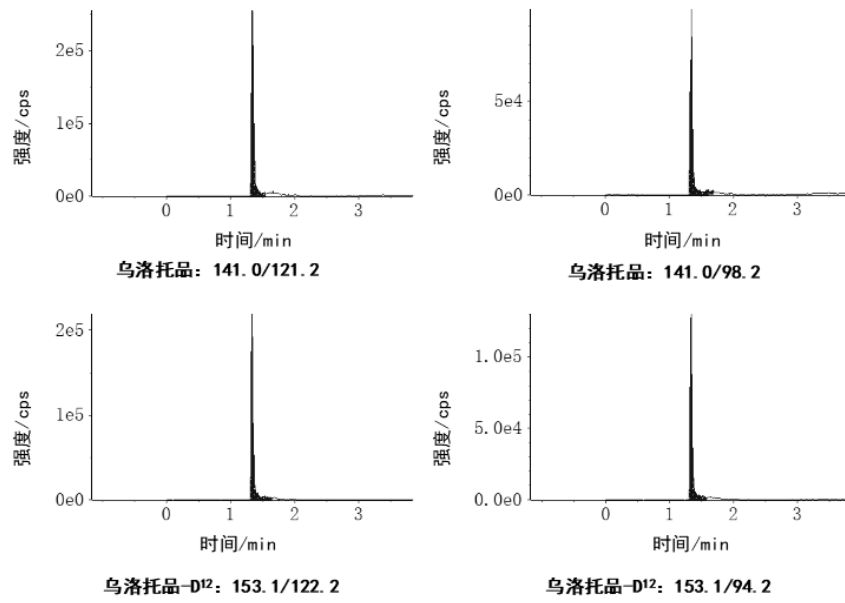 强度/cps
2e5
1e5
0e0
0
1
2
3
时间/min
乌洛托品: 141.0/121.2
强度/cps
5e4
0e0
0
1
2
3
时间/min
乌洛托品: 141.0/98.2
强度/cps
2e5
1e5
0e0
0
1
2
3
时间/min
乌洛托品-D¹²: 153.1/122.2
强度/cps
1.0e5
5.0e4
0.0e0
0
1
2
3
时间/min
乌洛托品-D¹²: 153.1/94.2